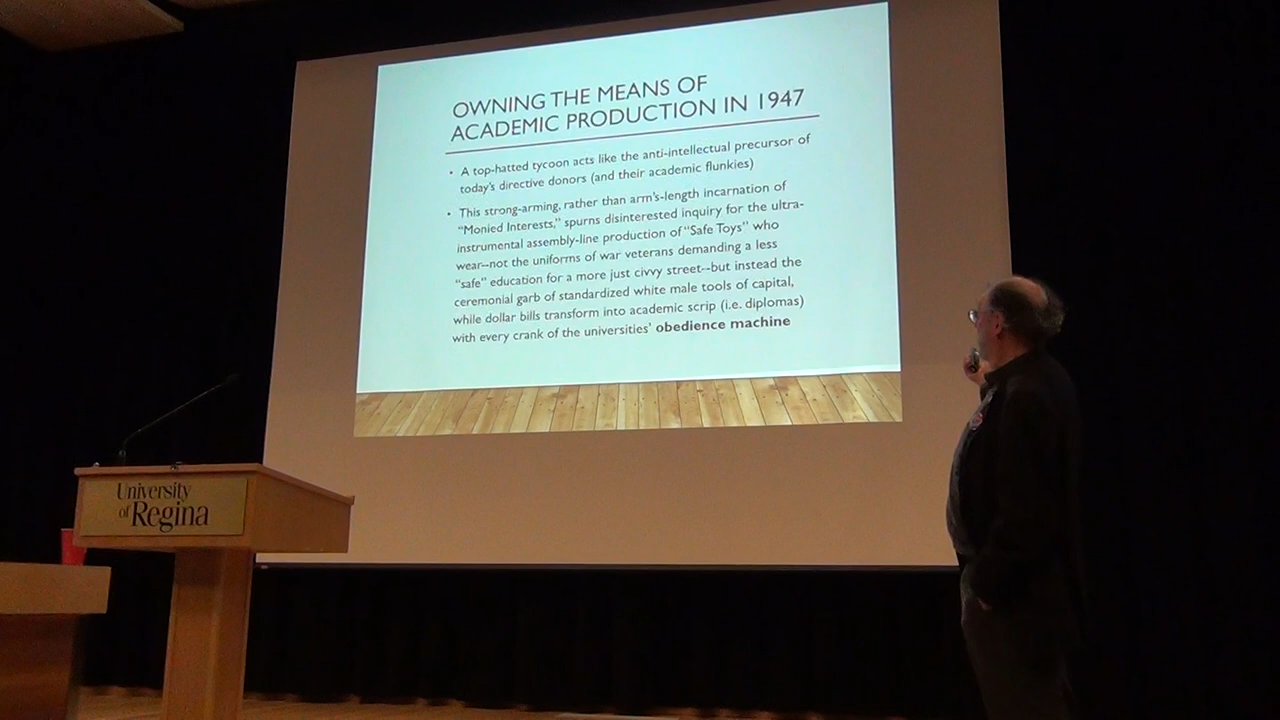 OWNING THE MEANS OF
ACADEMIC PRODUCTION IN 1947
• A top-hatted tycoon acts like the anti-intellectual precursor of
today's directive donors (and their academic flunkies)
• This strong-arming, rather than arm's-length incarnation of
"Monied Interests," spurns disinterested inquiry for the ultra-
instrumental assembly-line production of "Safe Toys" who
wear--not the uniforms of war veterans demanding a less
"safe" education for a more just civvy street--but instead the
ceremonial garb of standardized white male tools of capital,
while dollar bills transform into academic scrip (i.e. diplomas)
with every crank of the universities' obedience machine
University
of Regina